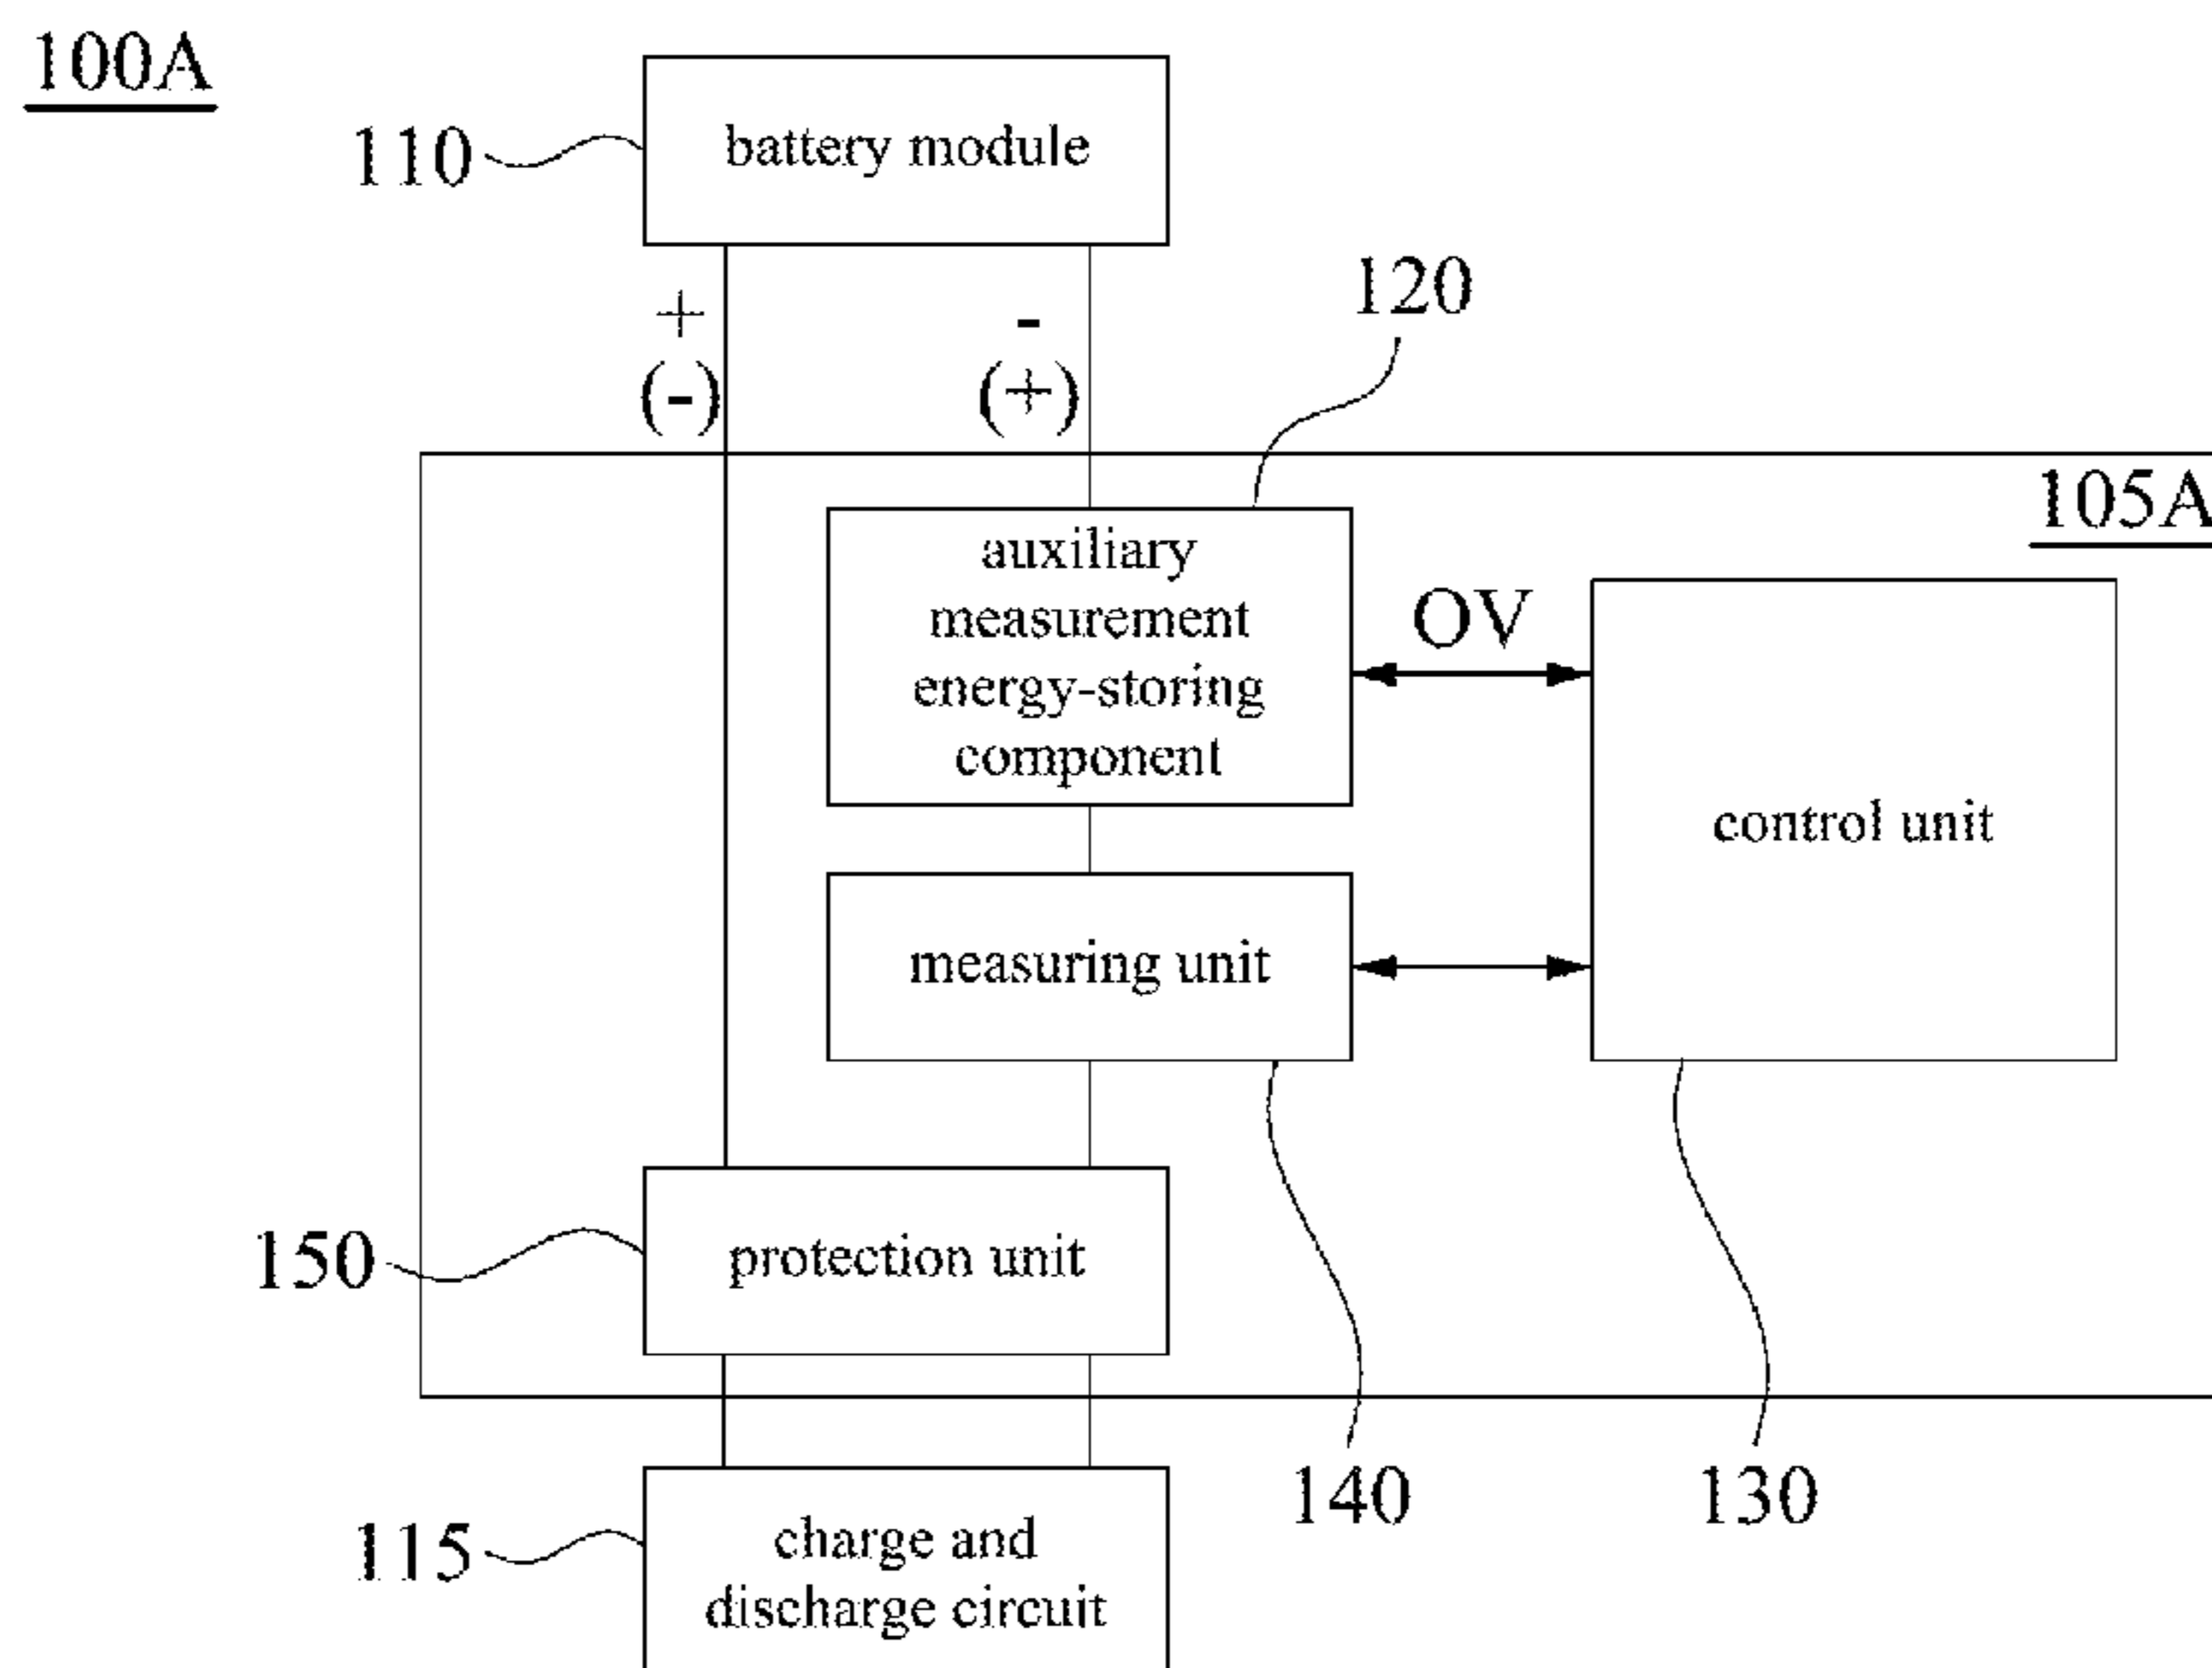 100A
110
battery module
+
-
(-)
(+)
120
105A
auxiliary
measurement
energy-storing
component
OV
control unit
measuring unit
150
protection unit
140
130
115
charge and
discharge circuit